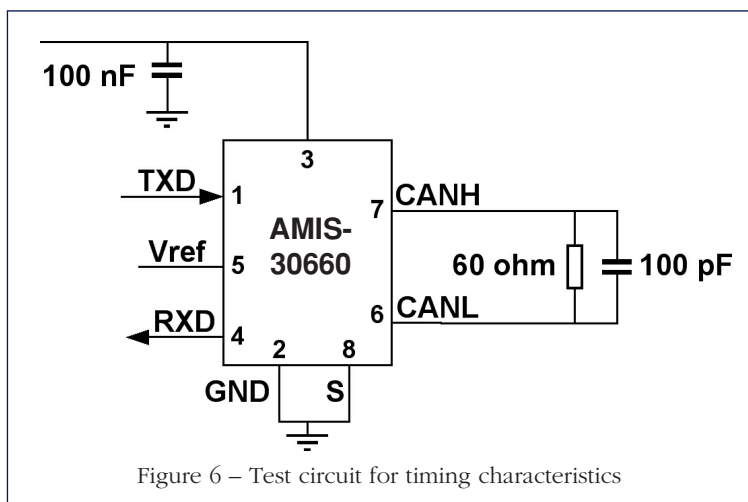 100 nF
3
TXD
1
CANH
7
AMIS-
30660
Vref
5
60 ohm
100 pF
RXD
4
CANL
6
2
8
GND
S
Figure 6 – Test circuit for timing characteristics